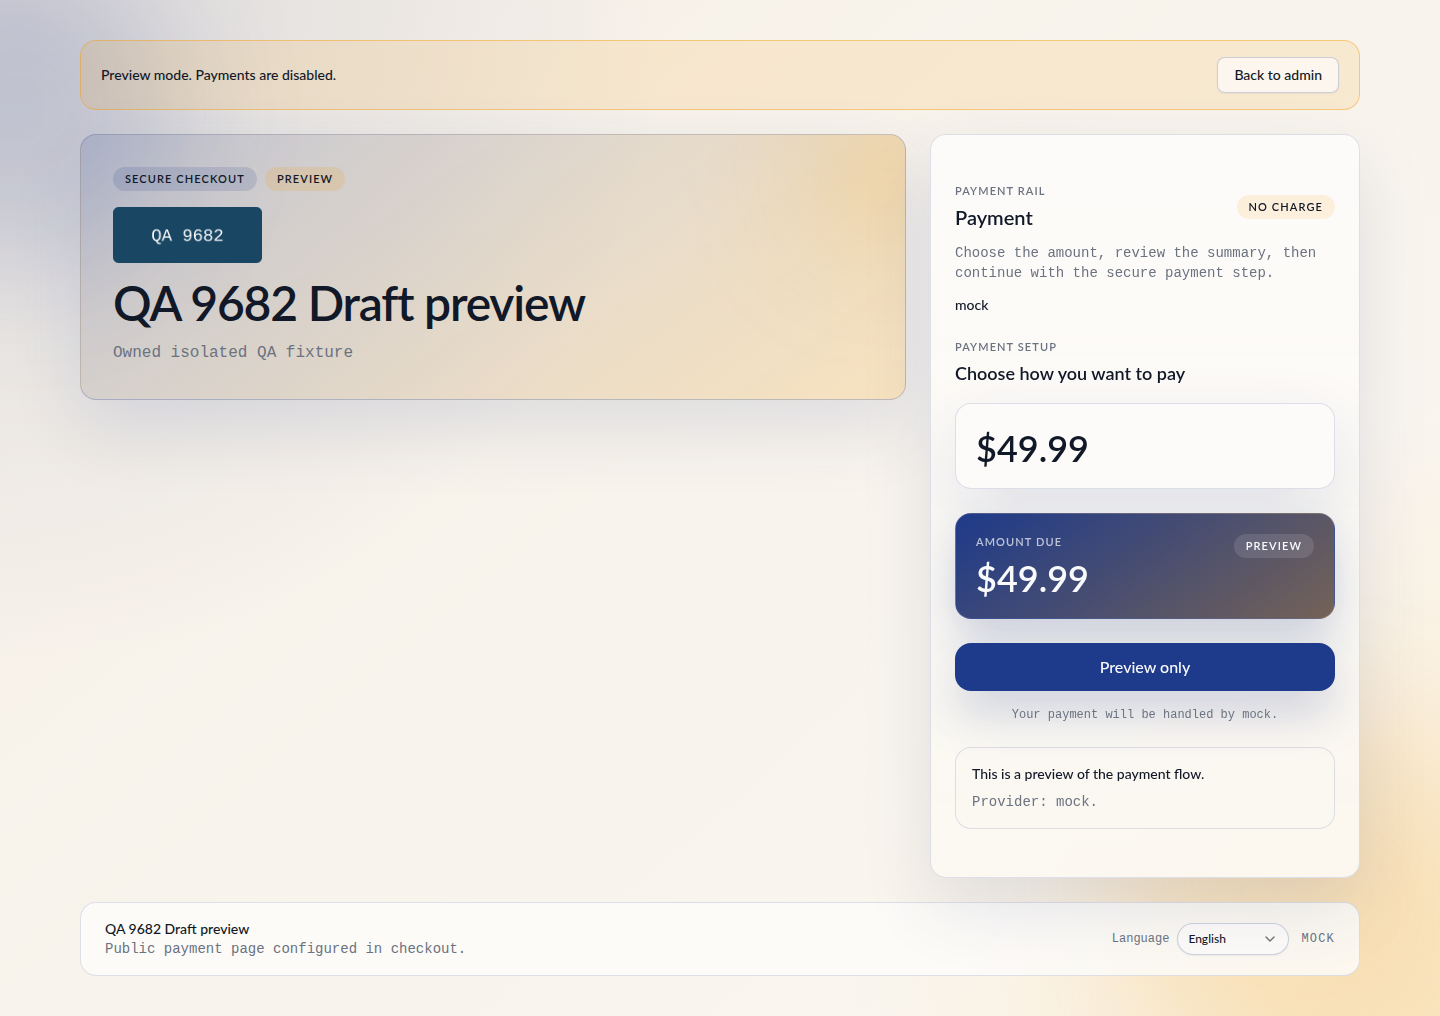 Preview mode. Payments are disabled.
Back to admin
SECURE CHECKOUT
PREVIEW
QA 9682
QA 9682 Draft preview
Owned isolated QA fixture
PAYMENT RAIL
Payment
NO CHARGE
Choose the amount, review the summary, then
continue with the secure payment step.
mock
PAYMENT SETUP
Choose how you want to pay
$49.99
AMOUNT DUE
PREVIEW
$49.99
Preview only
Your payment will be handled by mock.
This is a preview of the payment flow.
Provider: mock.
QA 9682 Draft preview
Public payment page configured in checkout.
Language
English
MOCK